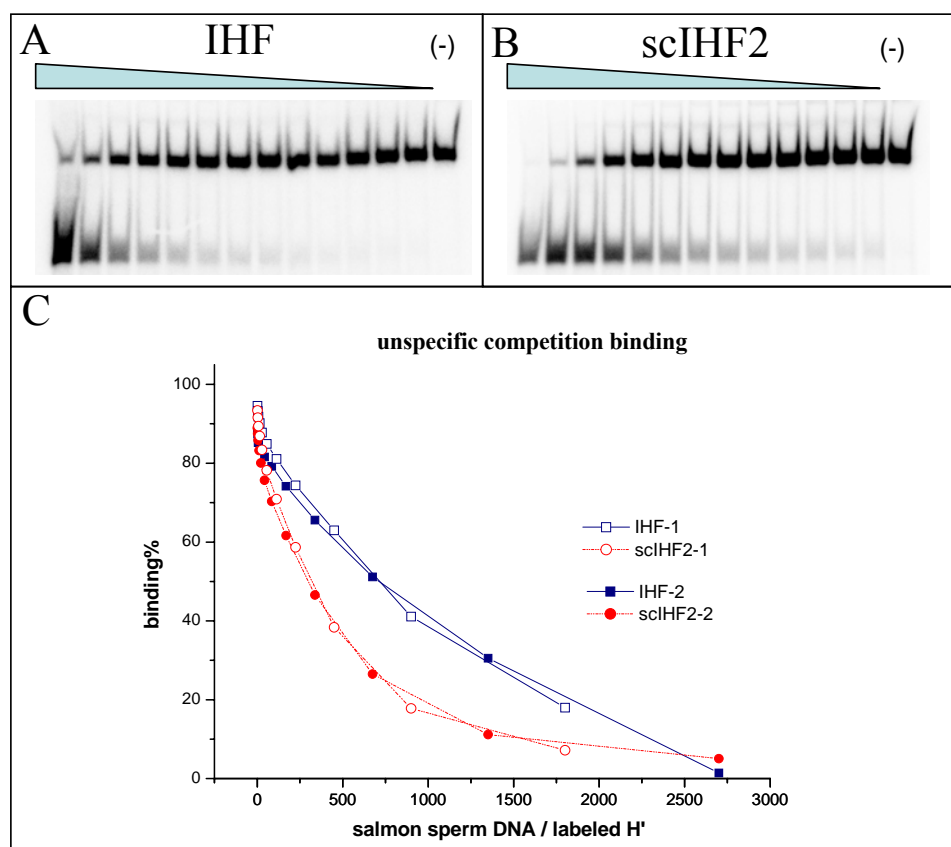 A
IHF
(-)
B
scIHF2
(-)
C
unspecific competition binding
binding%
100
80
60
40
20
0
0
500
1000
1500
2000
2500
3000
salmon sperm DNA / labeled H'
IHF-1
scIHF2-1
IHF-2
scIHF2-2